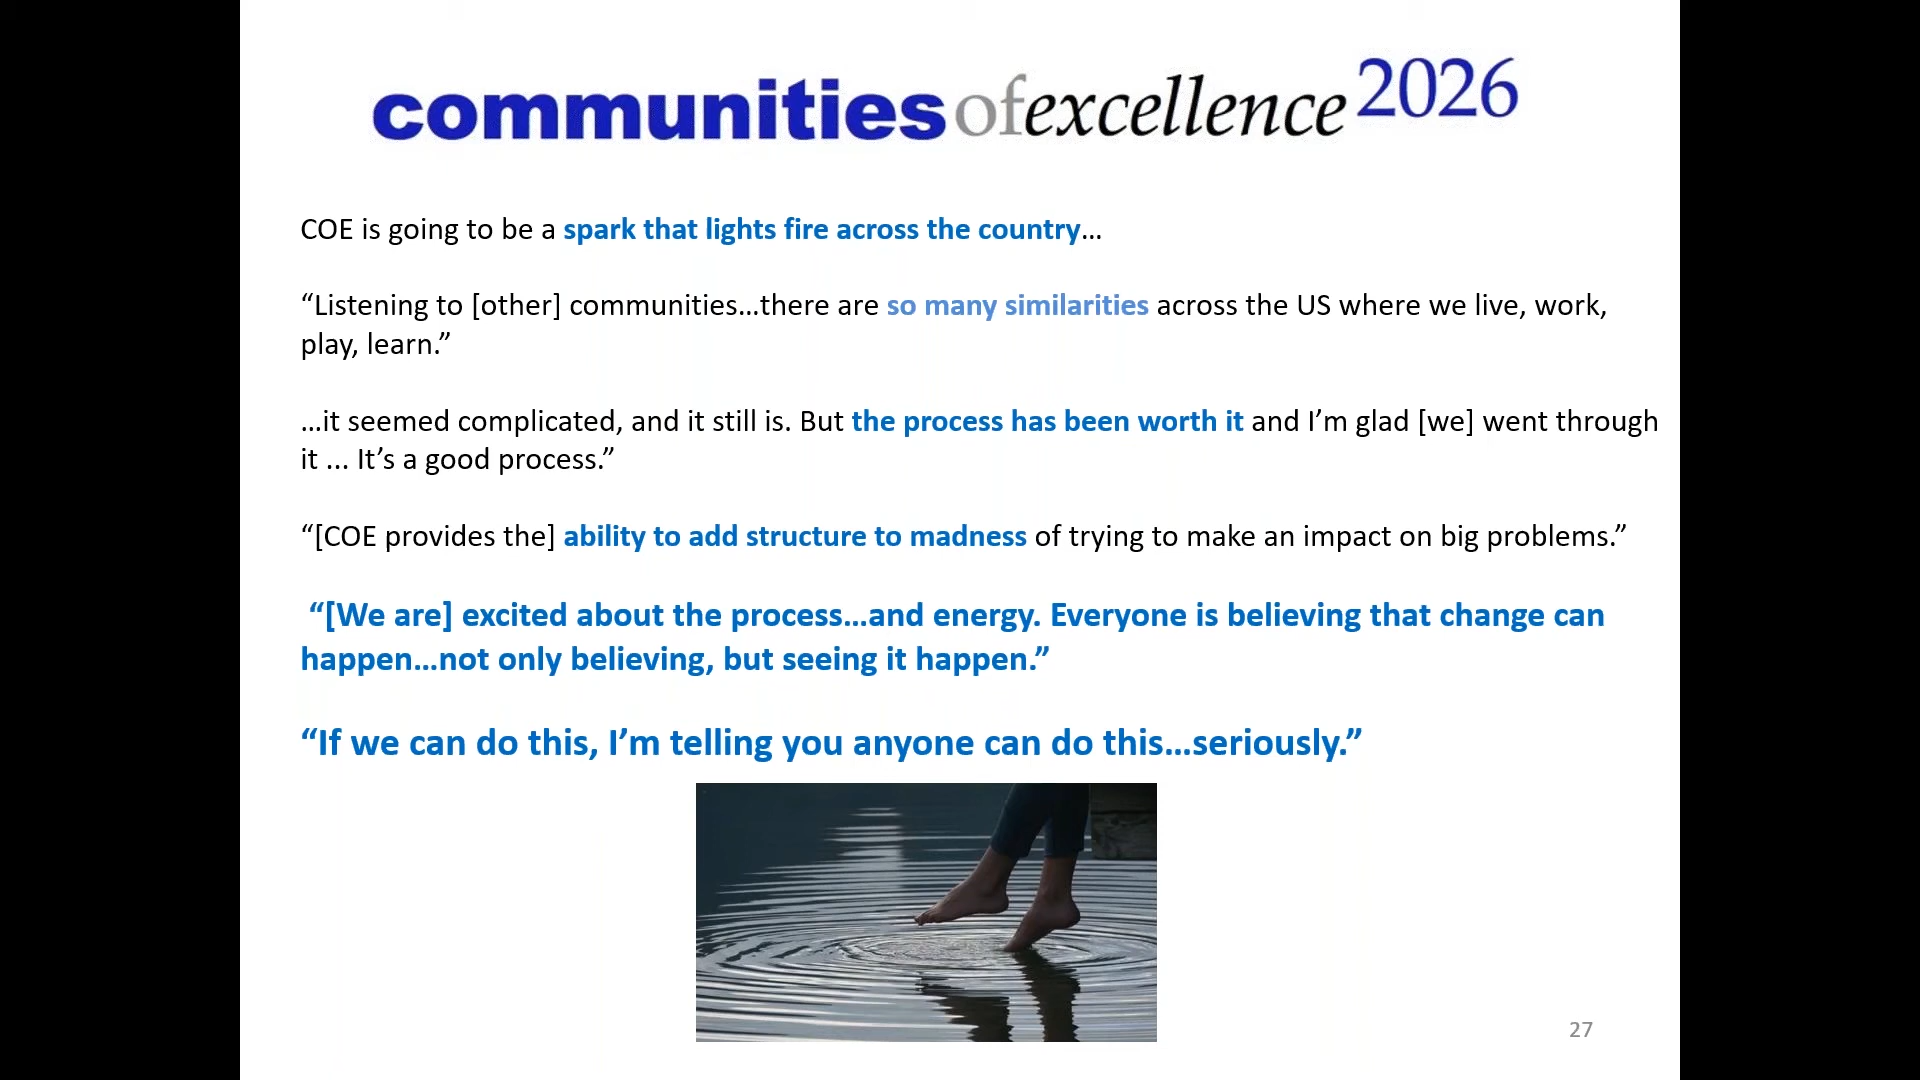 communities of excellence 2026
COE is going to be a spark that lights fire across the country…
“Listening to [other] communities…there are so many similarities across the US where we live, work,
play, learn.”
…it seemed complicated, and it still is. But the process has been worth it and I’m glad [we] went through
it ... It’s a good process.”
“[COE provides the] ability to add structure to madness of trying to make an impact on big problems.”
“[We are] excited about the process…and energy. Everyone is believing that change can
happen…not only believing, but seeing it happen.”
“If we can do this, I’m telling you anyone can do this…seriously.”
27